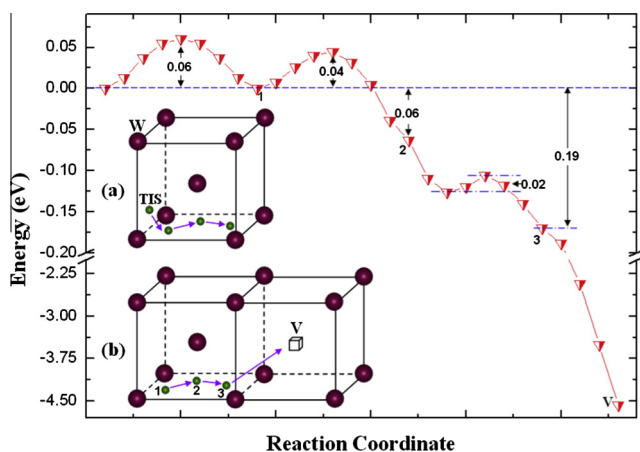 0.05
0.00
-0.05
-0.10
-0.15
-0.20
-2.25
-3.00
-3.75
-4.50
Energy (eV)
0.06
0.04
1
0.06
2
0.02
0.19
3
V
W
(a)
TIS
(b)
V
1
2
3
Reaction Coordinate